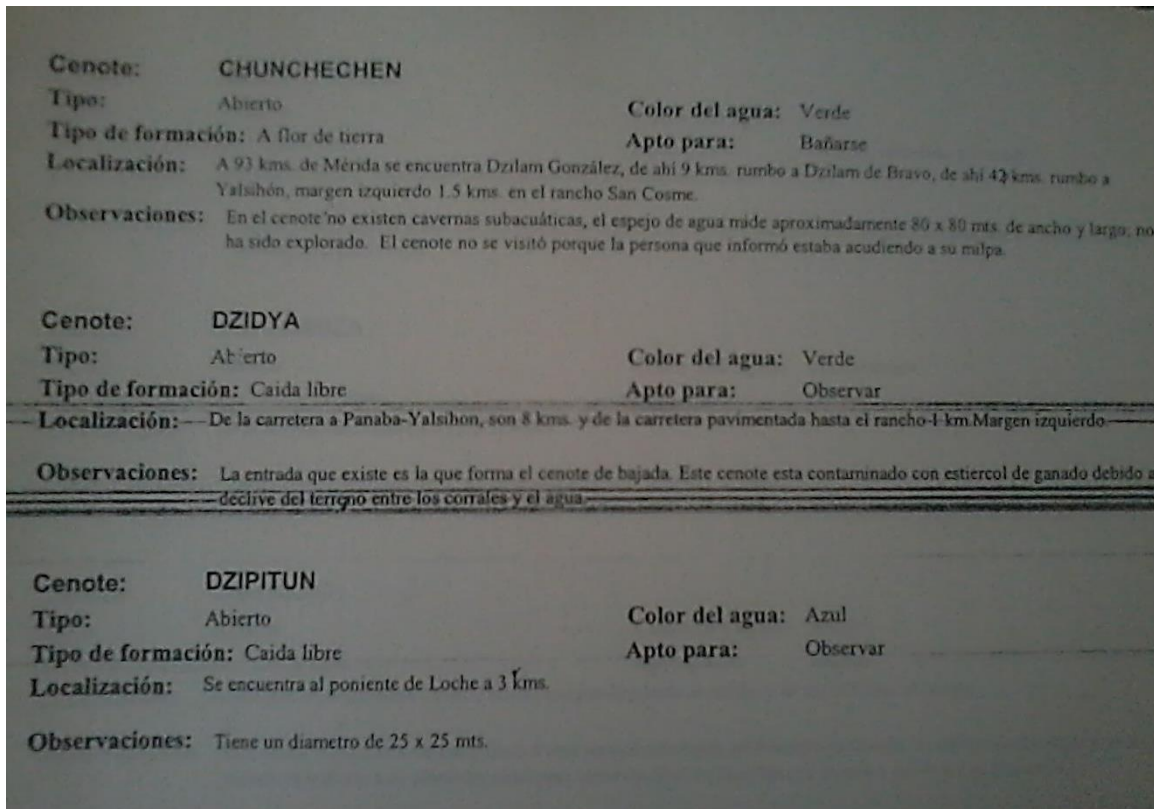 Cenote: CHUNCHECHEN
Tipo: Abierto Color del agua: Verde
Tipo de formación: A flor de tierra Apto para: Bañarse
Localización: A 93 kms. de Mérida se encuentra Dzilam González, de ahí 9 kms. rumbo a Dzilam de Bravo, de ahí kms. rumbo a
Yalsihón, margen izquierdo 1.5 kms. en el rancho San Cosme.
Observaciones: En el cenote no existen cavernas subacuáticas, el espejo de agua mide aproximadamente 80 x 80 mts. de ancho y largo; no
ha sido explorado. El cenote no se visitó porque la persona que informó estaba acudiendo a su milpa.
Cenote: DZIDYA
Tipo: Abierto Color del agua: Verde
Tipo de formación: Caida libre Apto para: Observar
Localización: De la carretera a Panaba-Yalsihon, son 8 kms. y de la carretera pavimentada hasta el rancho 1 km.Margen izquierdo.
Observaciones: La entrada que existe es la que forma el cenote de bajada. Este cenote esta contaminado con estiercol de ganado debido a
declive del terreno entre los corrales y el agua.
Cenote: DZIPITUN
Tipo: Abierto Color del agua: Azul
Tipo de formación: Caida libre Apto para: Observar
Localización: Se encuentra al poniente de Loche a 3 kms.
Observaciones: Tiene un diametro de 25 x 25 mts.